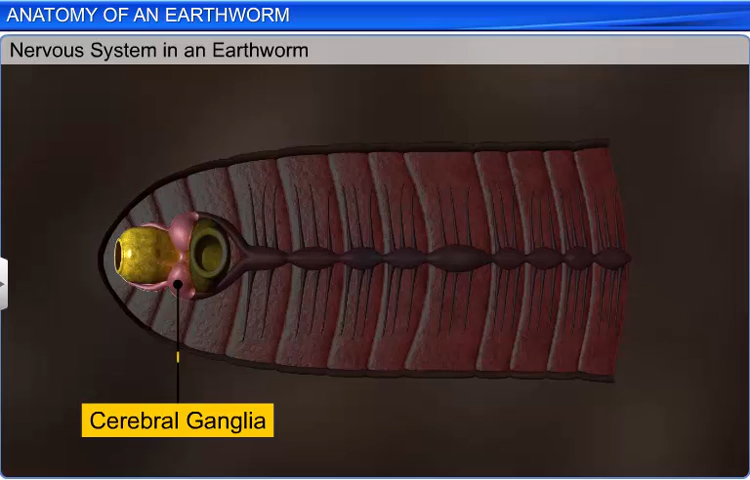 ANATOMY OF AN EARTHWORM
Nervous System in an Earthworm
Cerebral Ganglia